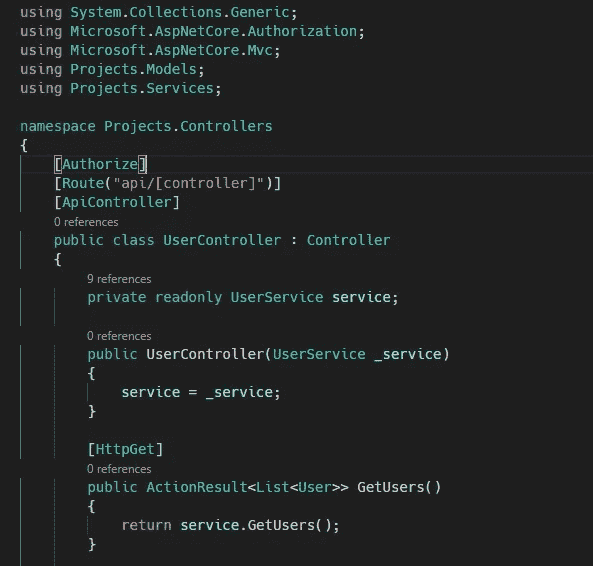 using System.Collections.Generic;
using Microsoft.AspNetCore.Authorization;
using Microsoft.AspNetCore.Mvc;
using Projects.Models;
using Projects.Services;
namespace Projects.Controllers
{
[Authorize]
[Route("api/[controller]")]
[ApiController]
0 references
public class UserController : Controller
{
9 references
private readonly UserService service;
0 references
public UserController(UserService _service)
{
service = _service;
}
[HttpGet]
0 references
public ActionResult<List<User>> GetUsers()
{
return service.GetUsers();
}